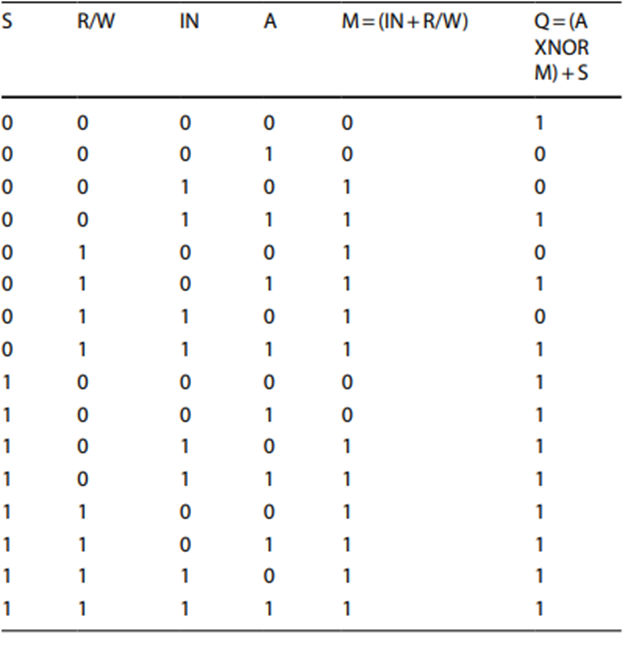 S R/W IN A M=(IN+R/W) Q=(A
XNOR
M)+S
0 0 0 0 0 1
0 0 0 1 0 0
0 0 1 0 1 0
0 0 1 1 1 1
0 1 0 0 1 0
0 1 0 1 1 1
0 1 1 0 1 0
0 1 1 1 1 1
1 0 0 0 0 1
1 0 0 1 0 1
1 0 1 0 1 1
1 0 1 1 1 1
1 1 0 0 1 1
1 1 0 1 1 1
1 1 1 0 1 1
1 1 1 1 1 1